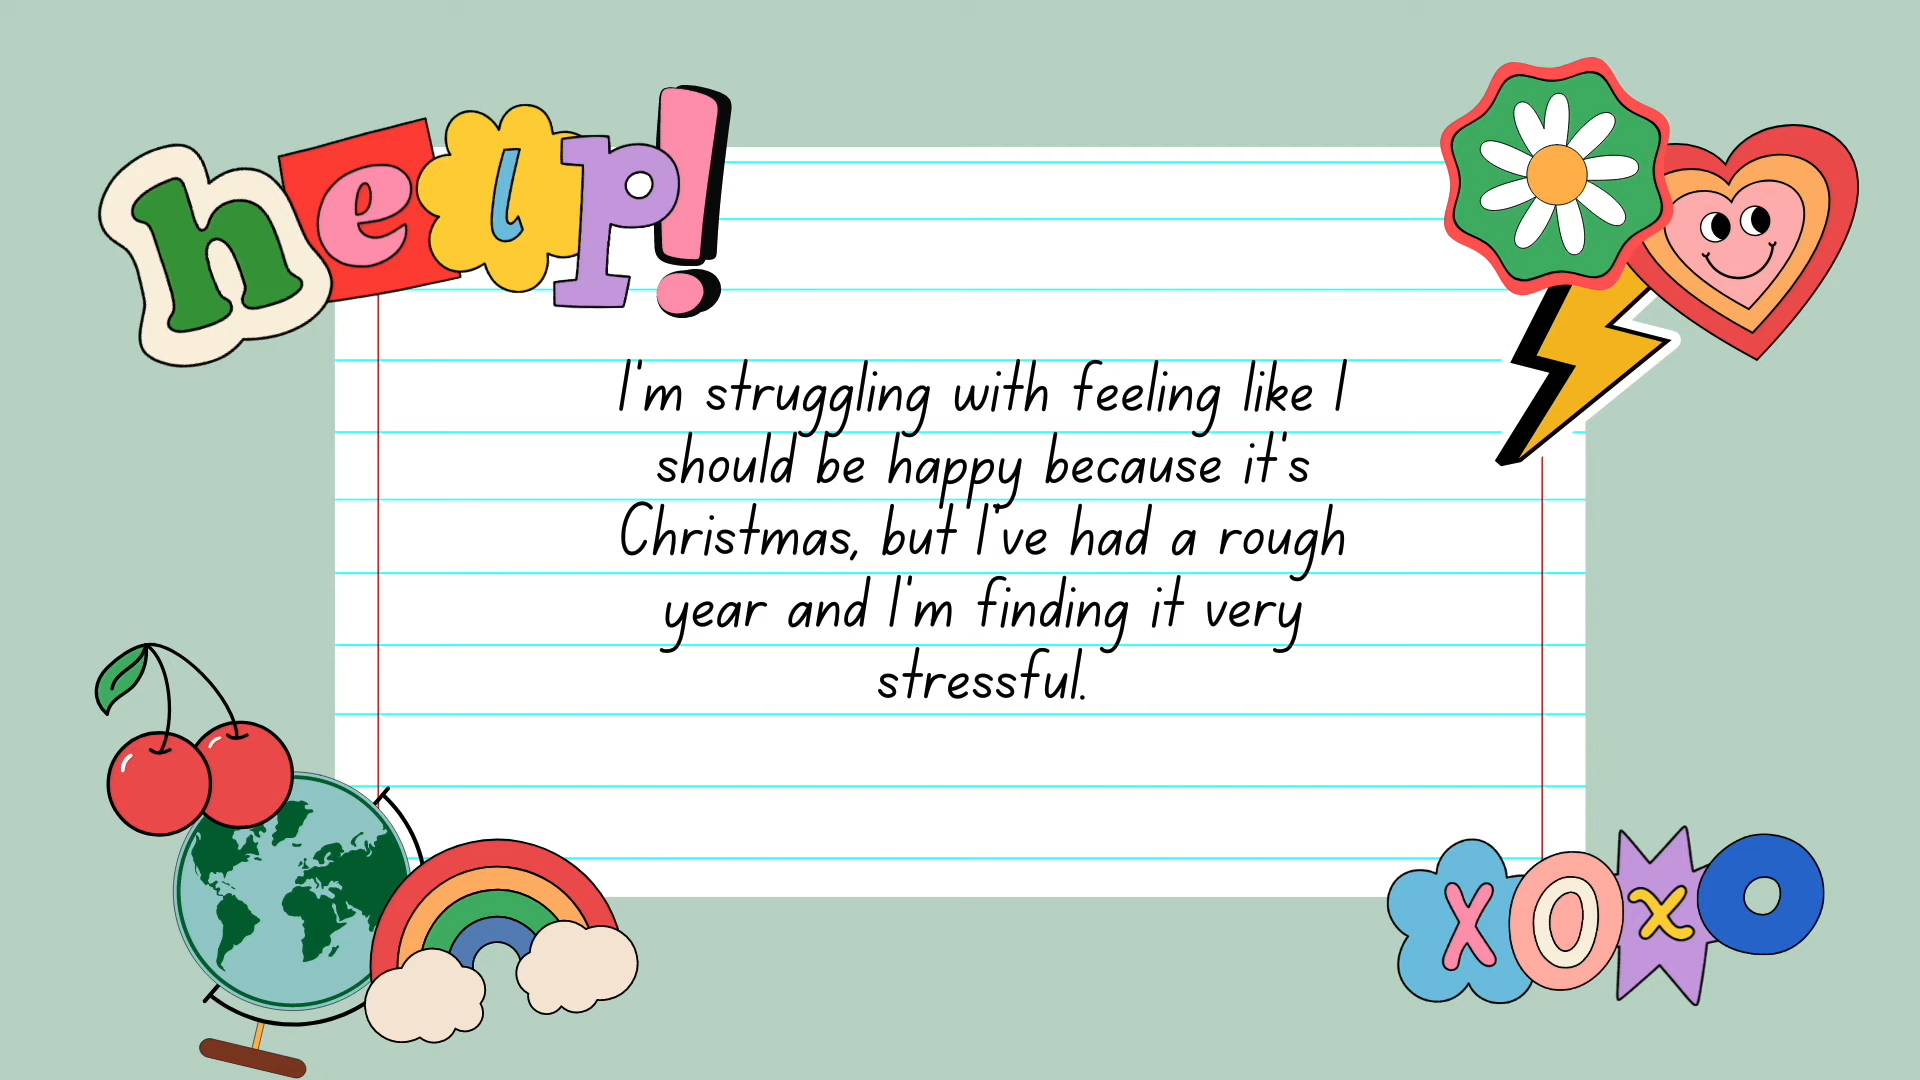 help!
I'm struggling with feeling like I
should be happy because it's
Christmas, but I've had a rough
year and I'm finding it very
stressful.
xoxo